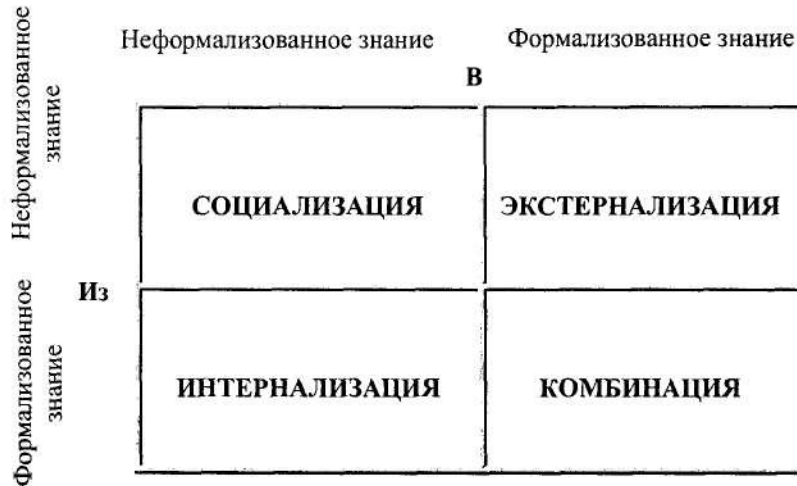 Неформализованное знание
Формализованное знание
В
Неформализованное
знание
СОЦИАЛИЗАЦИЯ
ЭКСТЕРНАЛИЗАЦИЯ
Из
Формализованное
знание
ИНТЕРНАЛИЗАЦИЯ
КОМБИНАЦИЯ